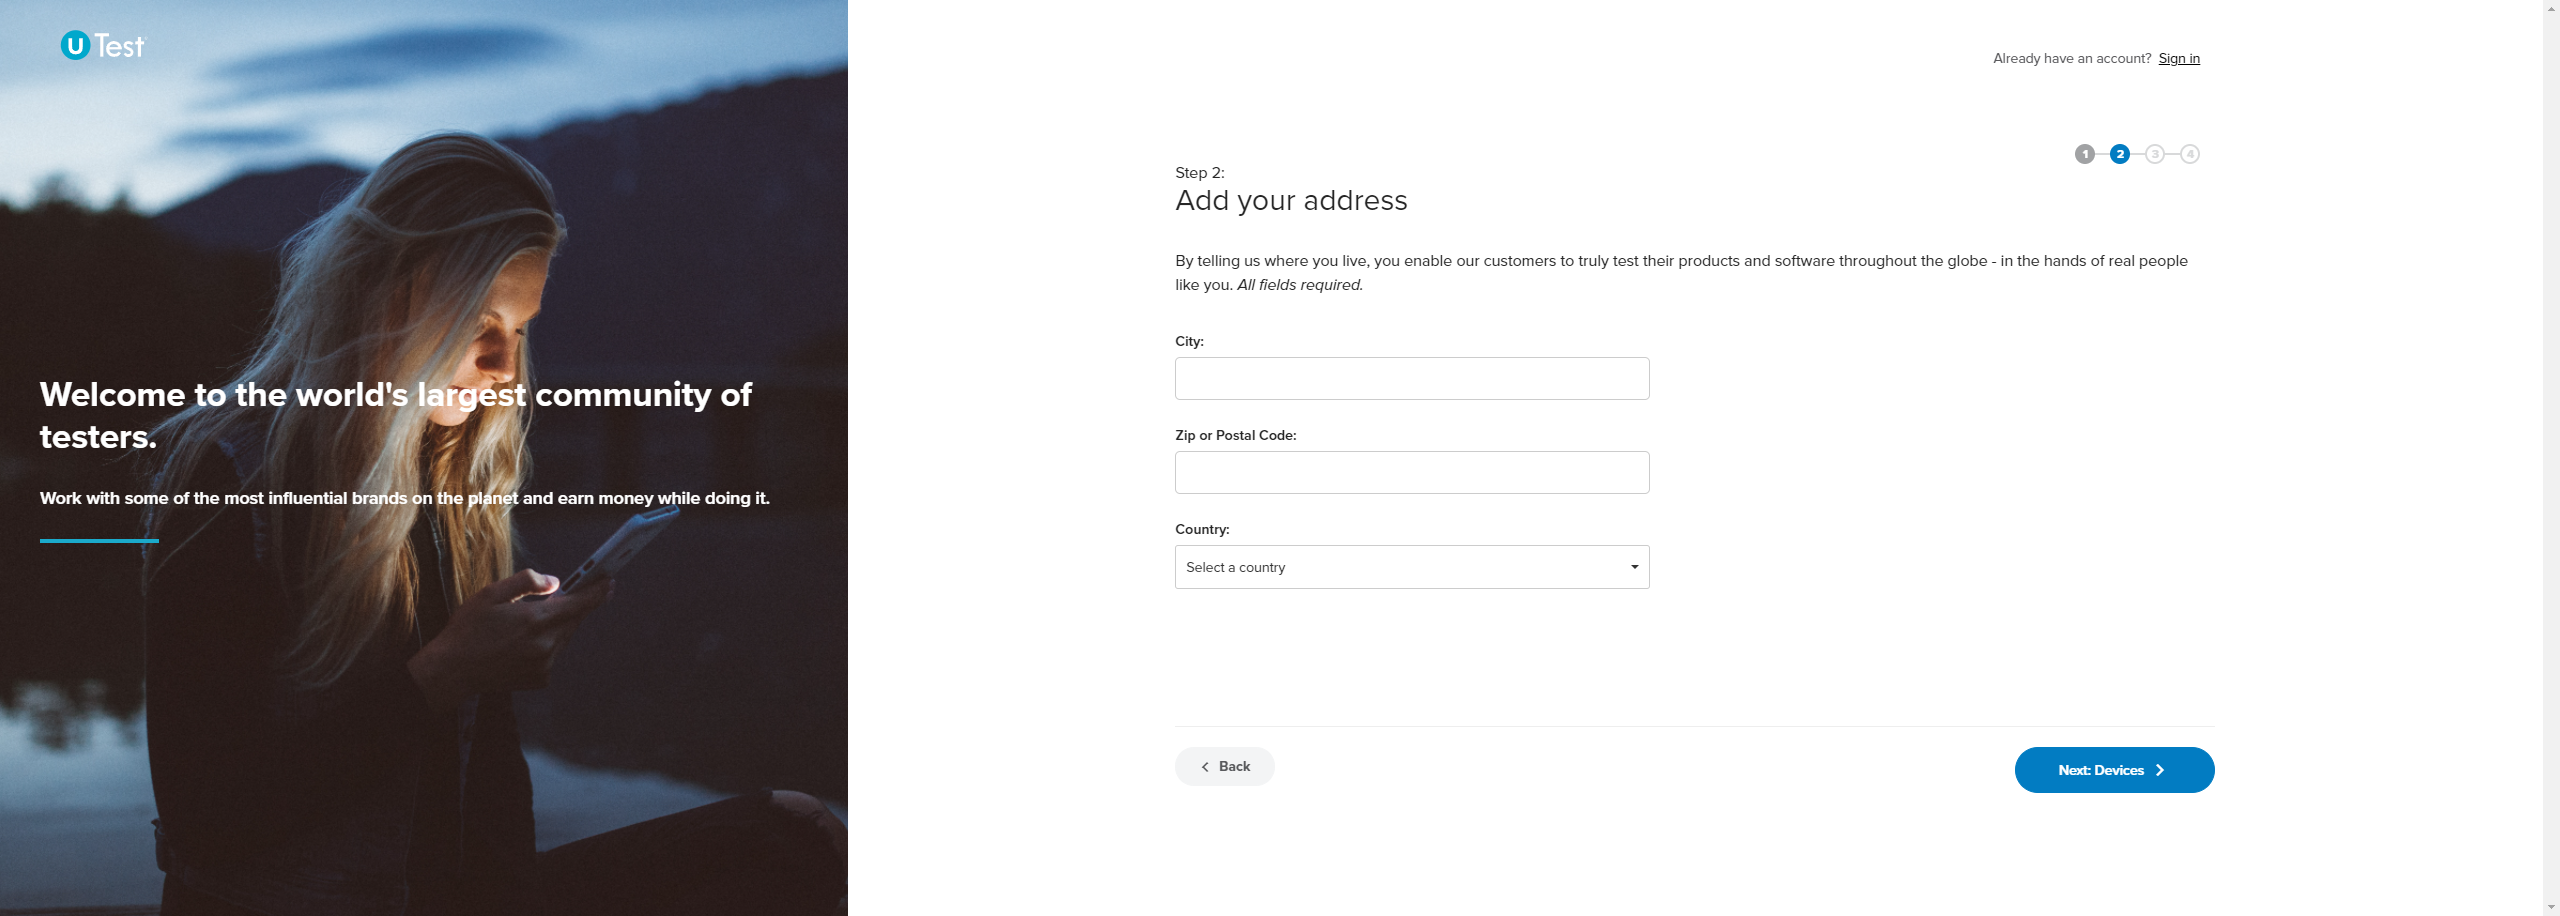 U Test
Welcome to the world's largest community of
testers.
Work with some of the most influential brands on the planet and earn money while doing it.
Already have an account? Sign in
1 2 3 4
Step 2:
Add your address
By telling us where you live, you enable our customers to truly test their products and software throughout the globe - in the hands of real people
like you. All fields required.
City:
Zip or Postal Code:
Country:
Select a country
Back
Next: Devices